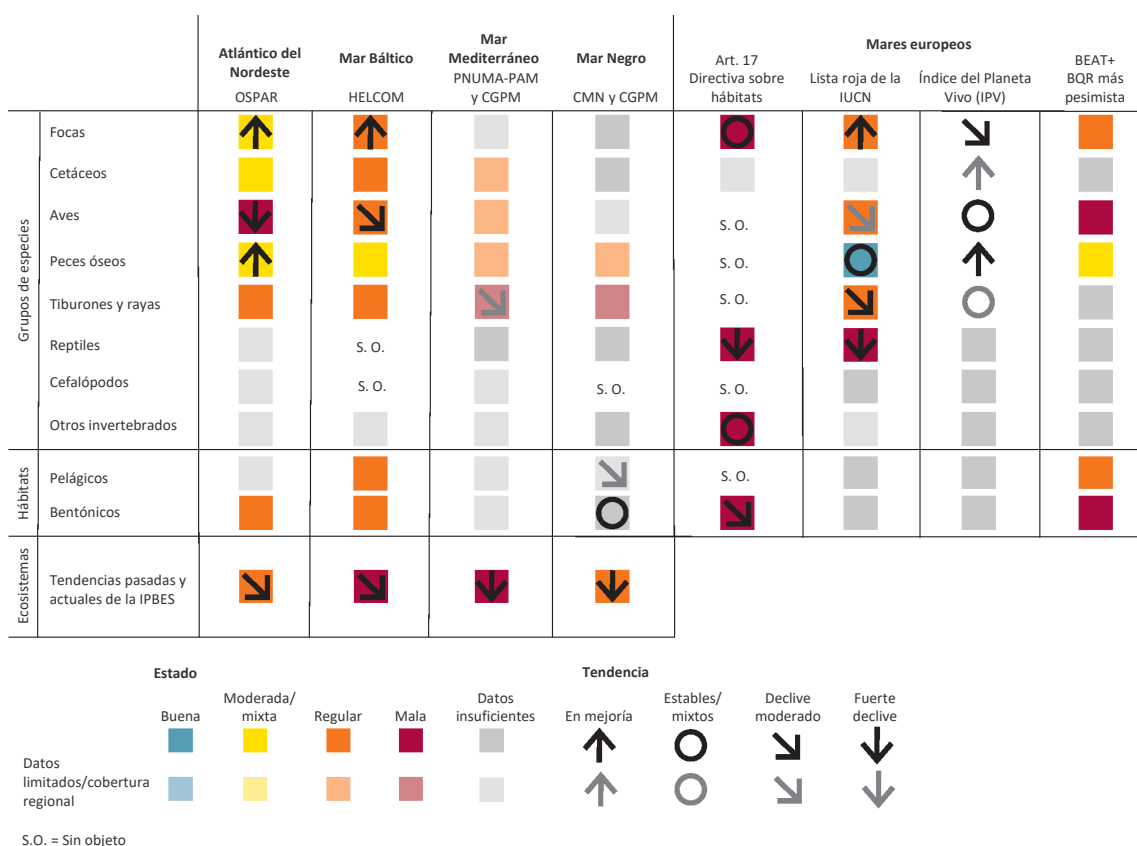 Atlántico del
Nordeste
OSPAR
Mar Báltico
HELCOM
Mar
Mediterráneo
PNUMA-PAM
y CGPM
Mar Negro
CMN y CGPM
Mares europeos
Art. 17
Directiva sobre
hábitats
Lista roja de la
IUCN
Índice del Planeta
Vivo (IPV)
BEAT+
BQR más
pesimista
Grupos de especies
Focas
Cetáceos
Aves
S. O.
Peces óseos
S. O.
Tiburones y rayas
S. O.
Reptiles
S. O.
Cefalópodos
S. O.
S. O.
S. O.
Otros invertebrados
Hábitats
Pelágicos
S. O.
Bentónicos
Ecosistemas
Tendencias pasadas y
actuales de la IPBES
Estado
Buena
Moderada/
mixta
Regular
Mala
Datos
insuficientes
Tendencia
En mejoría
Estables/
mixtos
Declive
moderado
Fuerte
declive
Datos
limitados/cobertura
regional
S.O. = Sin objeto